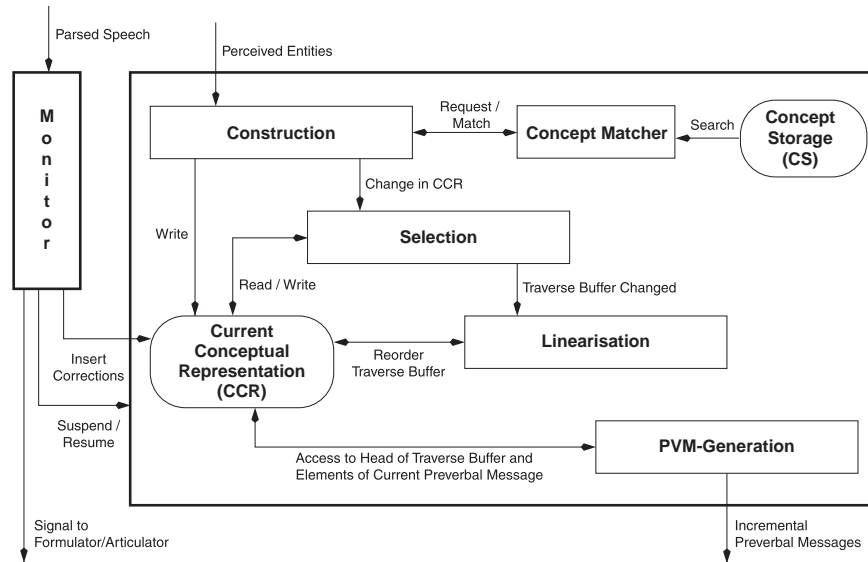 Parsed Speech
Perceived Entities
M
o
n
i
t
o
r
Construction
Request /
Match
Concept Matcher
Search
Concept
Storage
(CS)
Change in CCR
Write
Selection
Read / Write
Traverse Buffer Changed
Current
Conceptual
Representation
(CCR)
Reorder
Traverse Buffer
Linearisation
Insert
Corrections
Suspend /
Resume
Access to Head of Traverse Buffer and
Elements of Current Preverbal Message
PVM-Generation
Signal to
Formulator/Articulator
Incremental
Preverbal Messages